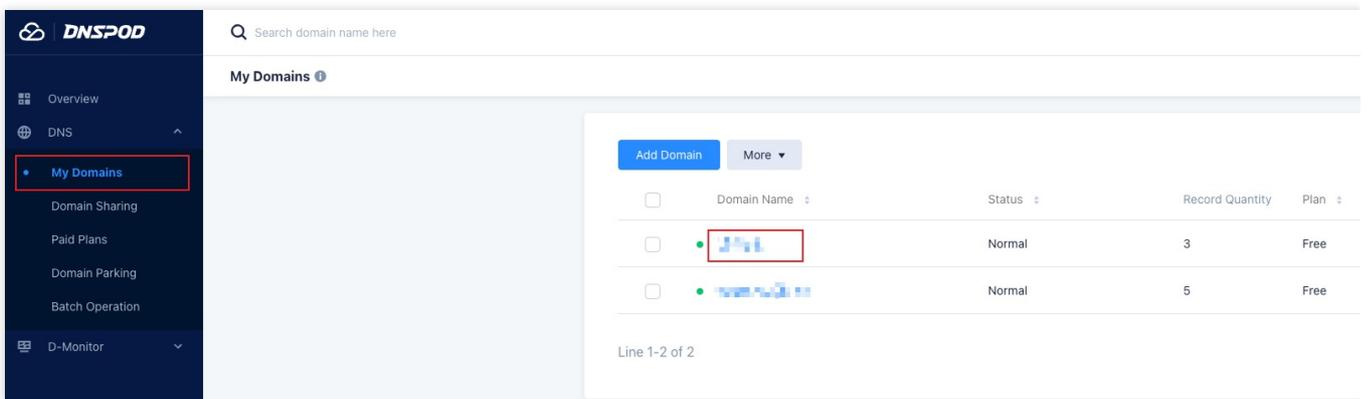 DNSPOD
Search domain name here
My Domains
Overview
DNS
My Domains
Domain Sharing
Paid Plans
Domain Parking
Batch Operation
D-Monitor
Add Domain More
Domain Name Status Record Quantity Plan
Normal 3 Free
Normal 5 Free
Line 1-2 of 2